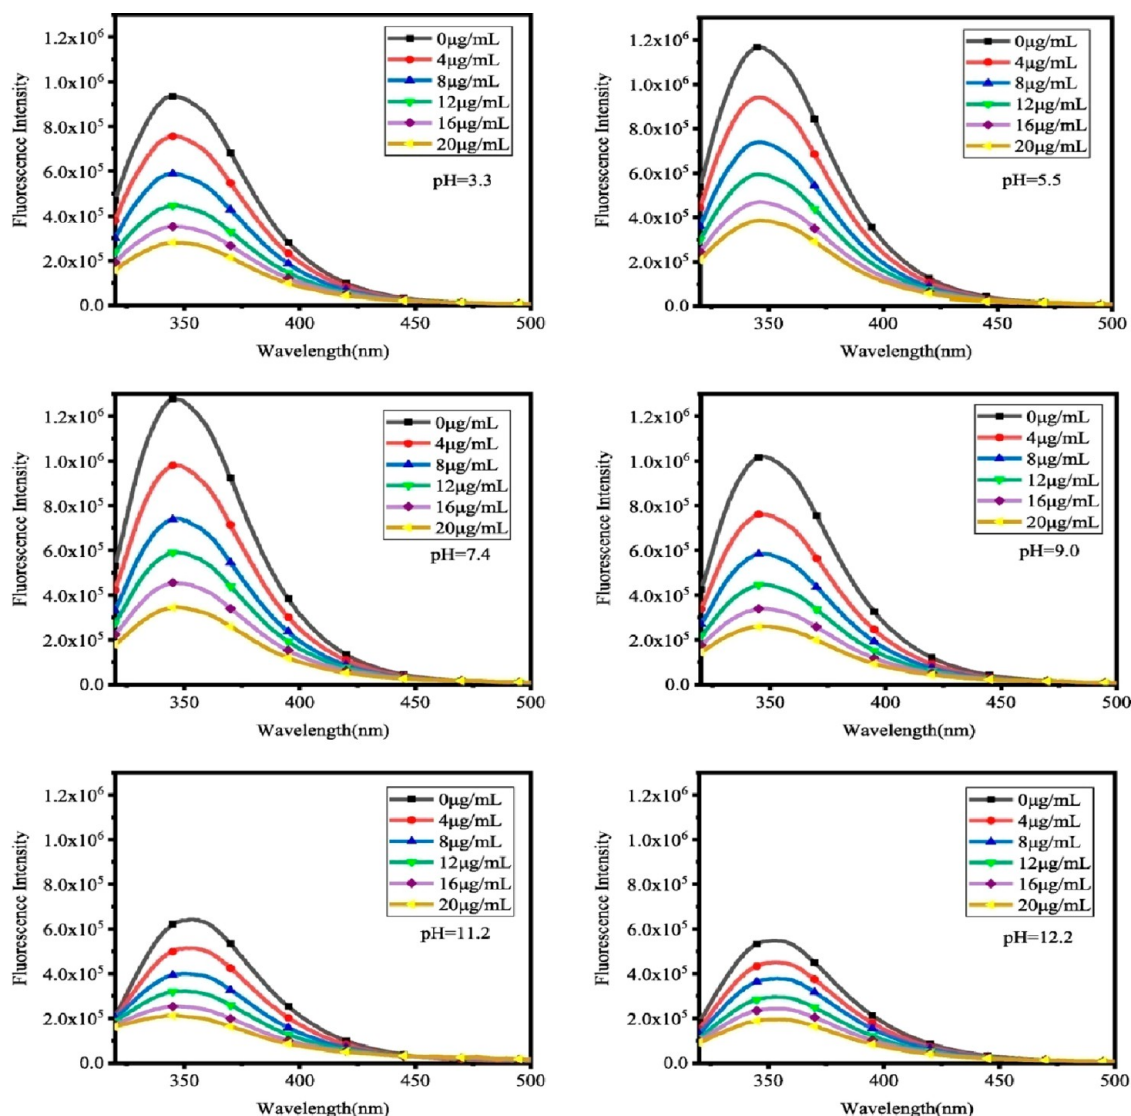 1.2x10⁶
10⁶
8.0x10⁵
6.0x10⁵
4.0x10⁵
2.0x10⁵
0.0
Fluorescence Intensity
0μg/mL
4μg/mL
8μg/mL
12μg/mL
16μg/mL
20μg/mL
pH=3.3
350
400
450
500
Wavelength(nm)
1.2x10⁶
1.0x10⁶
8.0x10⁵
6.0x10⁵
4.0x10⁵
2.0x10⁵
0.0
Fluorescence Intensity
0μg/mL
4μg/mL
8μg/mL
12μg/mL
16μg/mL
20μg/mL
pH=5.5
350
400
450
500
Wavelength(nm)
1.2x10⁶
1.0x10⁶
8.0x10⁵
6.0x10⁵
4.0x10⁵
2.0x10⁵
0.0
Fluorescence Intensity
0μg/mL
4μg/mL
8μg/mL
12μg/mL
16μg/mL
20μg/mL
pH=7.4
350
400
450
500
Wavelength(nm)
1.2x10⁶
1.0x10⁶
8.0x10⁵
6.0x10⁵
4.0x10⁵
2.0x10⁵
0.0
Fluorescence Intensity
0μg/mL
4μg/mL
8μg/mL
12μg/mL
16μg/mL
20μg/mL
pH=9.0
350
400
450
500
Wavelength(nm)
1.2x10⁶
1.0x10⁶
8.0x10⁵
6.0x10⁵
4.0x10⁵
2.0x10⁵
0.0
Fluorescence Intensity
0μg/mL
4μg/mL
8μg/mL
12μg/mL
16μg/mL
20μg/mL
pH=11.2
350
400
450
500
Wavelength(nm)
1.2x10⁶
1.0x10⁶
8.0x10⁵
6.0x10⁵
4.0x10⁵
2.0x10⁵
0.0
Fluorescence Intensity
0μg/mL
4μg/mL
8μg/mL
12μg/mL
16μg/mL
20μg/mL
pH=12.2
350
400
450
500
Wavelength(nm)